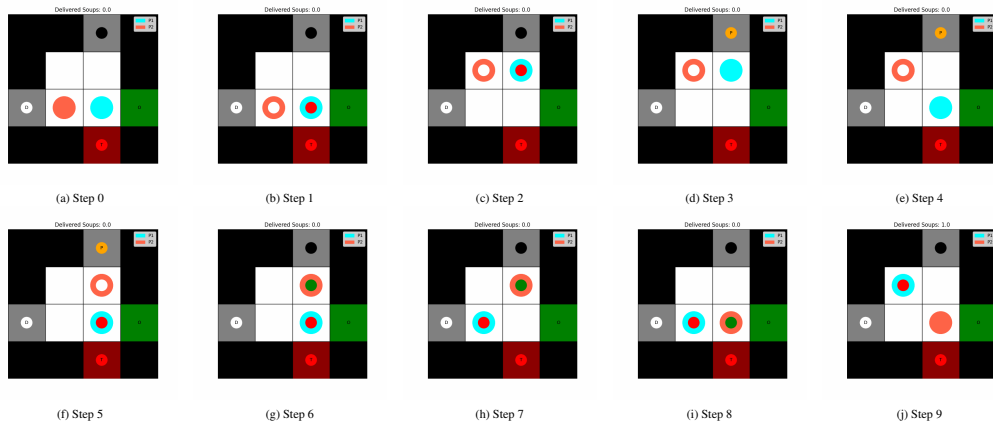 Delivered Soups: 0.0
P1
P2
D
(a) Step 0
Delivered Soups: 0.0
P1
P2
D
(b) Step 1
Delivered Soups: 0.0
P1
P2
D
(c) Step 2
Delivered Soups: 0.0
P1
P2
P
D
(d) Step 3
Delivered Soups: 0.0
P1
P2
P
D
(e) Step 4
Delivered Soups: 0.0
P1
P2
P
D
(f) Step 5
Delivered Soups: 0.0
P1
P2
D
(g) Step 6
Delivered Soups: 0.0
P1
P2
D
(h) Step 7
Delivered Soups: 0.0
P1
P2
D
(i) Step 8
Delivered Soups: 1.0
P1
P2
D
(j) Step 9